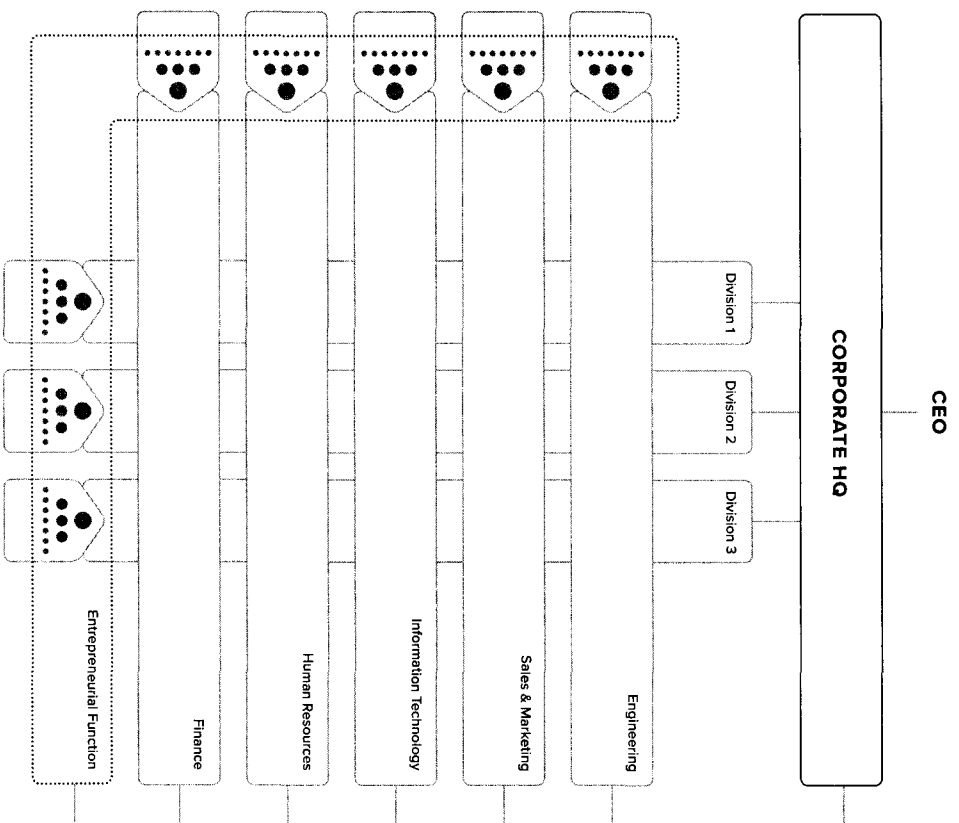 CEO
CORPORATE HQ
Division 1
Division 2
Division 3
Engineering
Sales & Marketing
Information Technology
Human Resources
Finance
Entrepreneurial Function